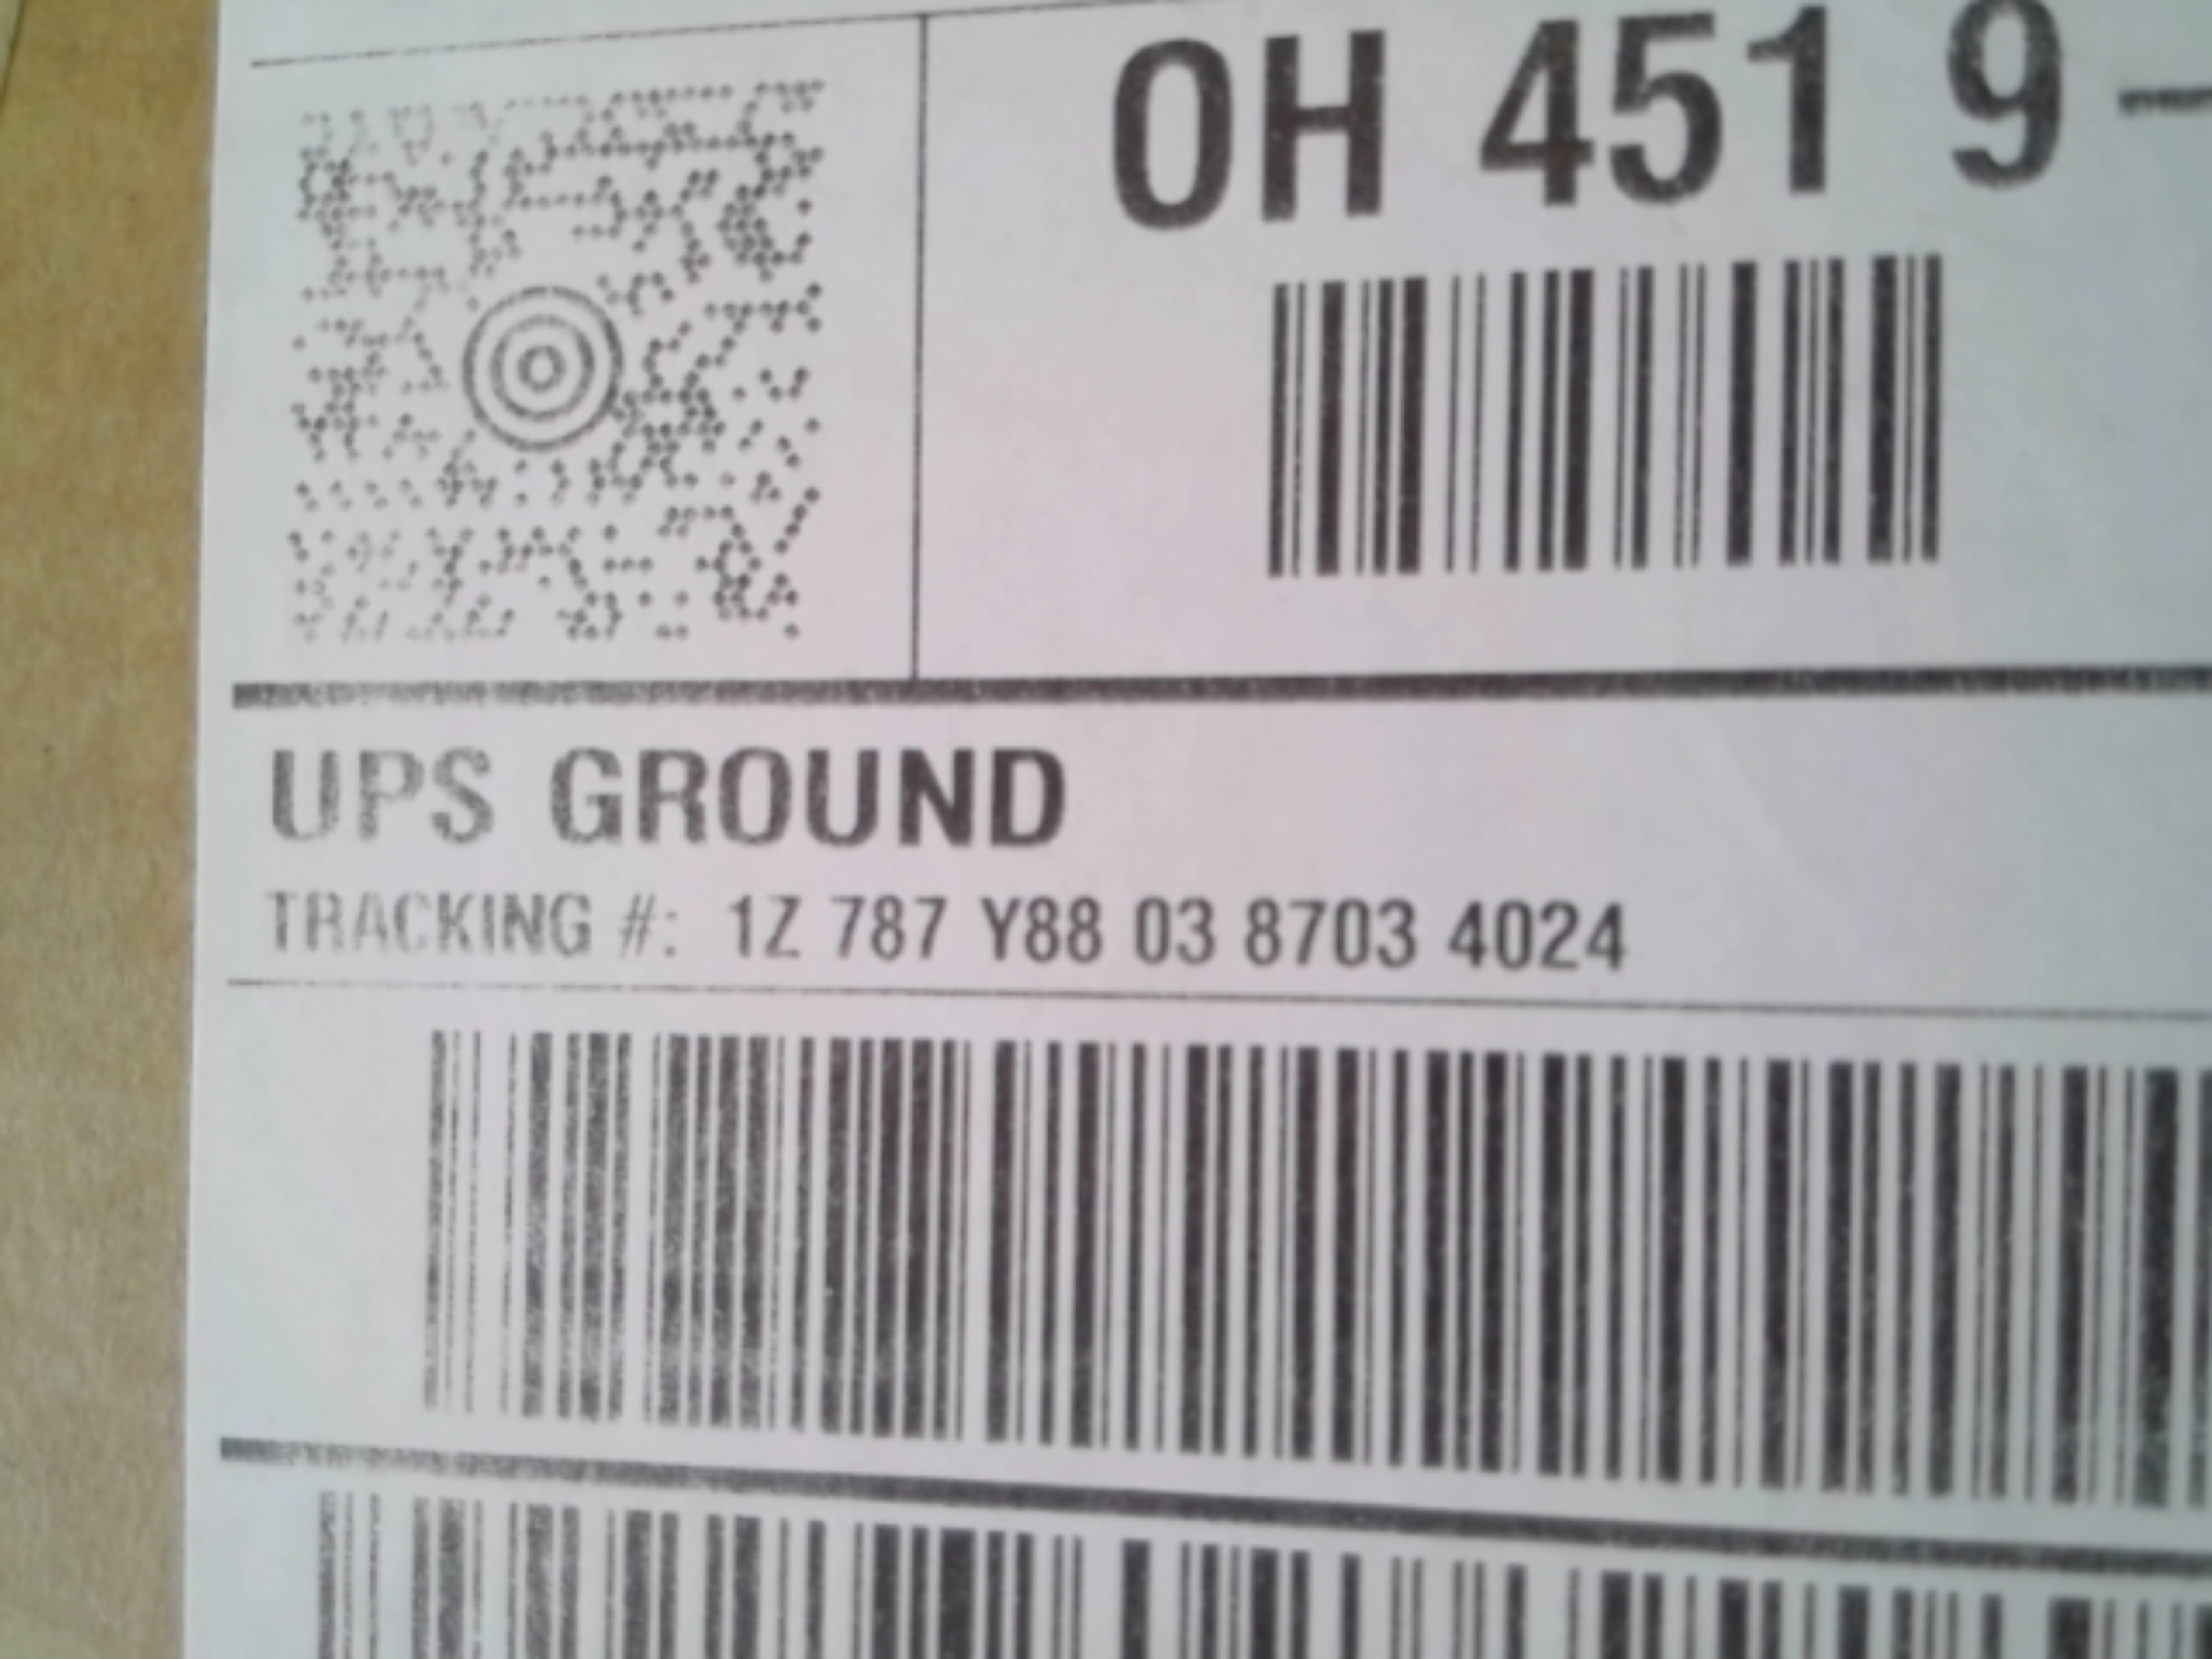 OH 451 9-
UPS GROUND
TRACKING #: 1Z 787 Y88 03 8703 4024